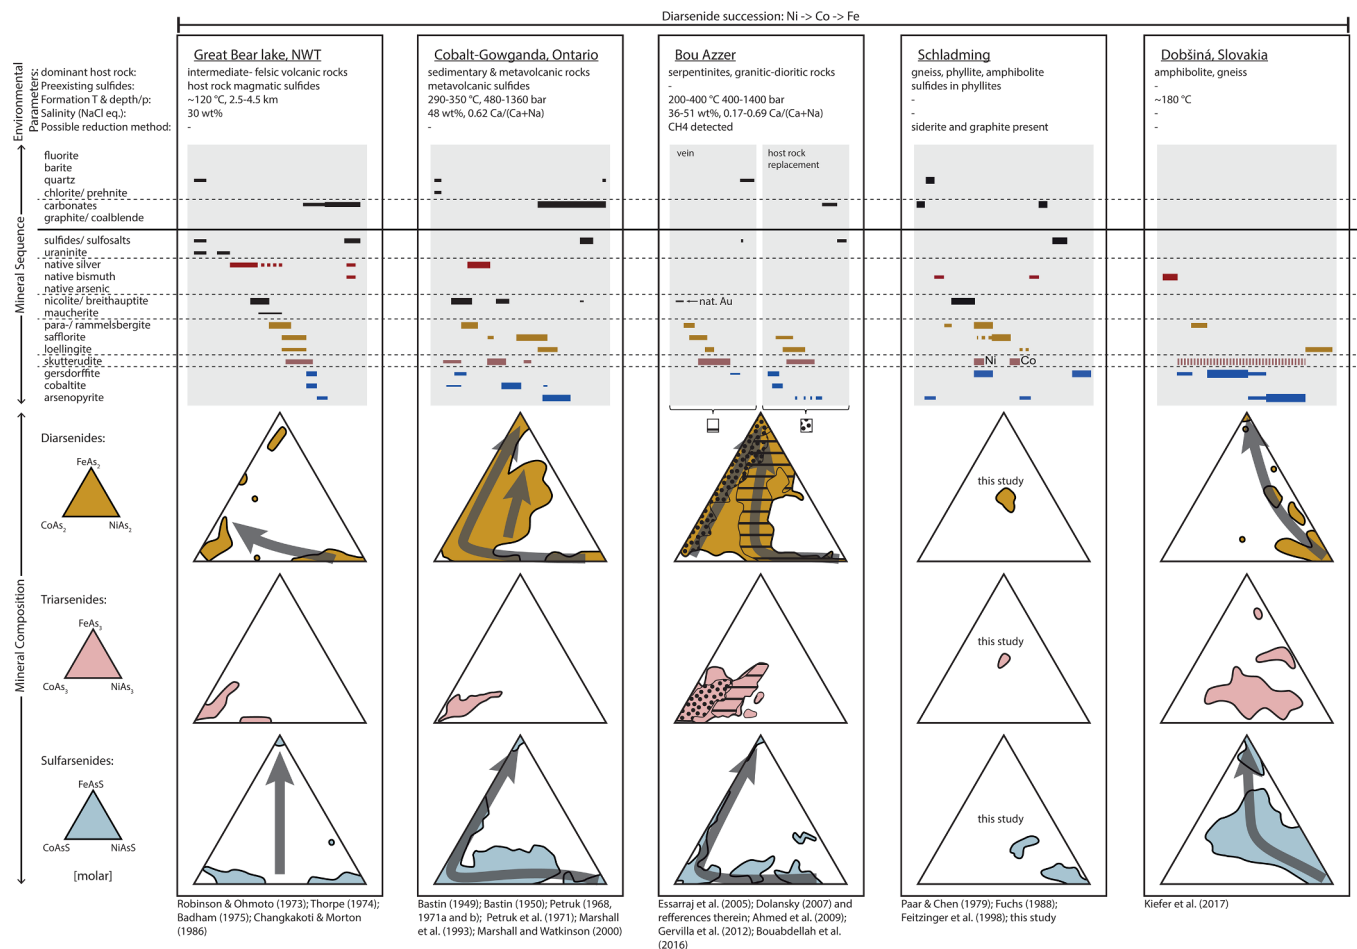 Diarsenide succession: Ni -> Co -> Fe
Great Bear lake, NWT
Cobalt-Gowganda, Ontario
Bou Azzer
Schladming
Dobšiná, Slovakia
Environmental
Parameters:
dominant host rock:
Preexisting sulfides:
Formation T & depth/p:
Salinity (NaCl eq.):
Possible reduction method:
intermediate- felsic volcanic rocks
host rock magmatic sulfides
~120 °C, 2.5-4.5 km
30 wt%
-
sedimentary & metavolcanic rocks
metavolcanic sulfides
290-350 °C, 480-1360 bar
48 wt%, 0.62 Ca/(Ca+Na)
-
serpentinites, granitic-dioritic rocks
-
200-400 °C 400-1400 bar
36-51 wt%, 0.17-0.69 Ca/(Ca+Na)
CH4 detected
gneiss, phyllite, amphibolite
sulfides in phyllites
-
-
siderite and graphite present
amphibolite, gneiss
-
~180 °C
-
-
Mineral Sequence
fluorite
barite
quartz
chlorite/ prehnite
carbonates
graphite/ coalblende
sulfides/ sulfosalts
uraninite
native silver
native bismuth
native arsenic
nicolite/ breithauptite
maucherite
para-/ rammelsbergite
safflorite
loellingite
skutterudite
gersdorffite
cobaltite
arsenopyrite
vein
host rock
replacement
nat. Au
Ni
Co
Mineral Composition
Diarsenides:
FeAs2
CoAs2
NiAs2
this study
Triarsenides:
FeAs3
CoAs3
NiAs3
this study
Sulfarsenides:
FeAsS
CoAsS
NiAsS
[molar]
this study
Robinson & Ohmoto (1973); Thorpe (1974);
Badham (1975); Changkakoti & Morton
(1986)
Bastin (1949); Bastin (1950); Petruk (1968,
1971a and b); Petruk et al. (1971); Marshall
et al. (1993); Marshall and Watkinson (2000)
Essarraj et al. (2005); Dolansky (2007) and
refferences therein; Ahmed et al. (2009);
Gervilla et al. (2012); Bouabdellah et al.
(2016)
Paar & Chen (1979); Fuchs (1988);
Feitzinger et al. (1998); this study
Kiefer et al. (2017)